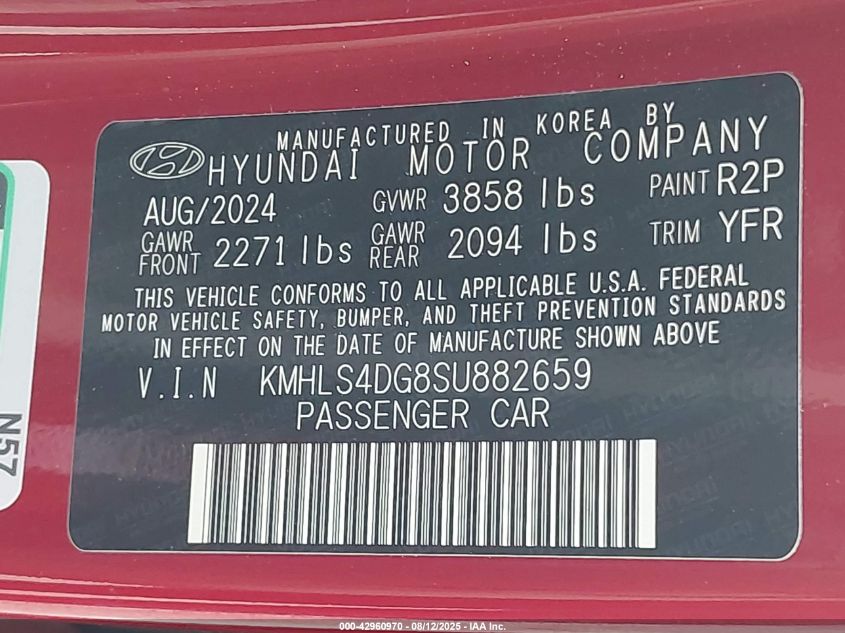 MANUFACTURED IN KOREA BY
HYUNDAI MOTOR COMPANY
AUG/2024 GVWR 3858 lbs PAINT R2P
GAWR FRONT 2271 lbs GAWR REAR 2094 lbs TRIM YFR
THIS VEHICLE CONFORMS TO ALL APPLICABLE U.S.A. FEDERAL
MOTOR VEHICLE SAFETY, BUMPER, AND THEFT PREVENTION STANDARDS
IN EFFECT ON THE DATE OF MANUFACTURE SHOWN ABOVE
V.I.N KMHLS4DG8SU882659
PASSENGER CAR
N57
000-42960970 - 08/12/2025 - IAA Inc.